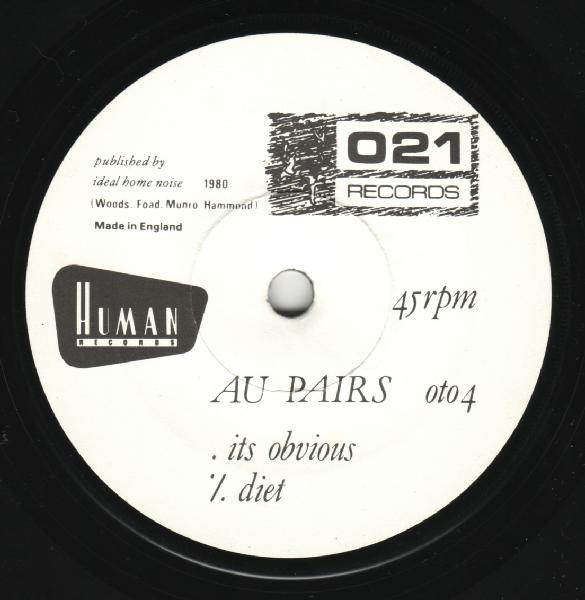 021
RECORDS
published by
ideal home noise 1980
(Woods. Foad. Munro Hammond)
Made in England
HUMAN
RECORDS
45rpm
AU PAIRS oto4
. its obvious
⁒. diet